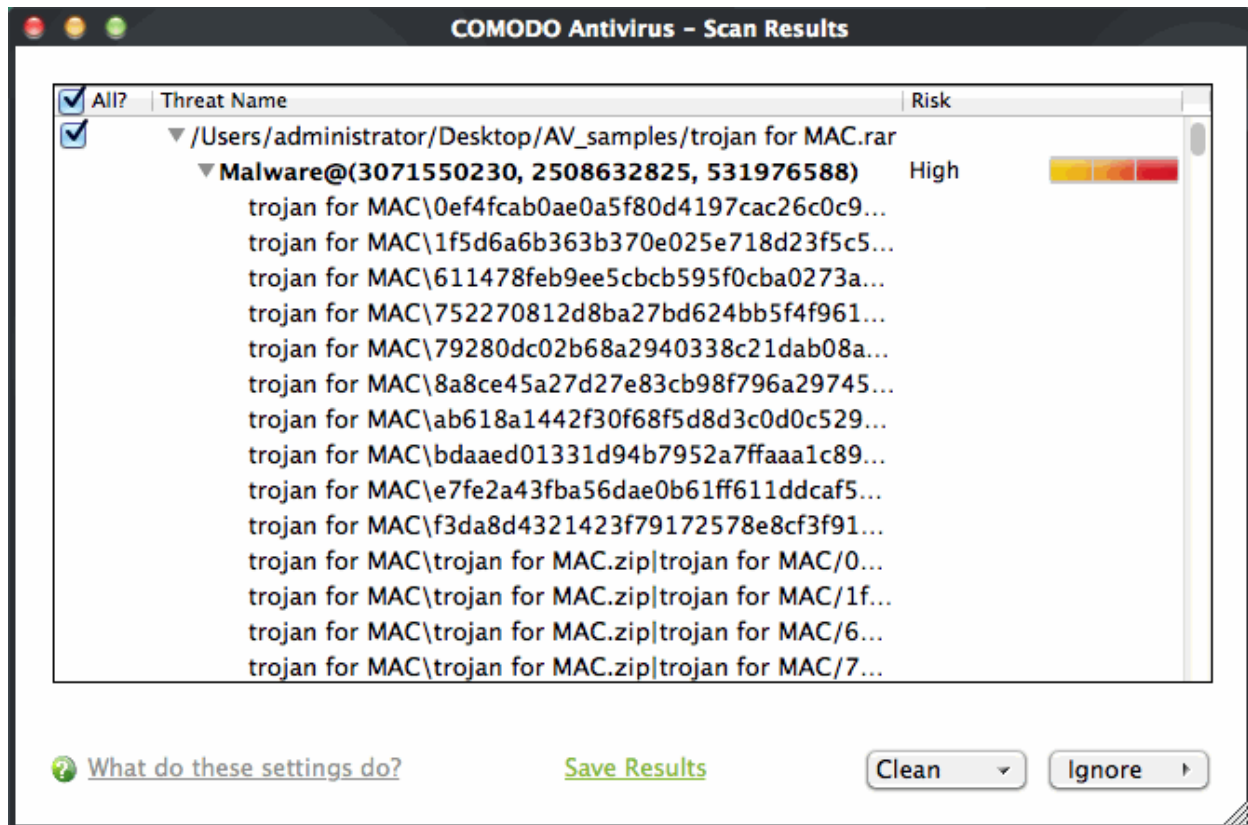 COMODO Antivirus – Scan Results
All? Threat Name Risk
/Users/administrator/Desktop/AV_samples/trojan for MAC.rar
Malware@(3071550230, 2508632825, 531976588) High
trojan for MAC\0ef4fcab0ae0a5f80d4197cac26c0c9...
trojan for MAC\1f5d6a6b363b370e025e718d23f5c5...
trojan for MAC\611478feb9ee5cbcb595f0cba0273a...
trojan for MAC\752270812d8ba27bd624bb5f4f961...
trojan for MAC\79280dc02b68a2940338c21dab08a...
trojan for MAC\8a8ce45a27d27e83cb98f796a29745...
trojan for MAC\ab618a1442f30f68f5d8d3c0d0c529...
trojan for MAC\bdaaed01331d94b7952a7ffaaa1c89...
trojan for MAC\e7fe2a43fba56dae0b61ff611ddcaf5...
trojan for MAC\f3da8d4321423f79172578e8cf3f91...
trojan for MAC\trojan for MAC.zip|trojan for MAC/0...
trojan for MAC\trojan for MAC.zip|trojan for MAC/1f...
trojan for MAC\trojan for MAC.zip|trojan for MAC/6...
trojan for MAC\trojan for MAC.zip|trojan for MAC/7...
What do these settings do? Save Results Clean Ignore